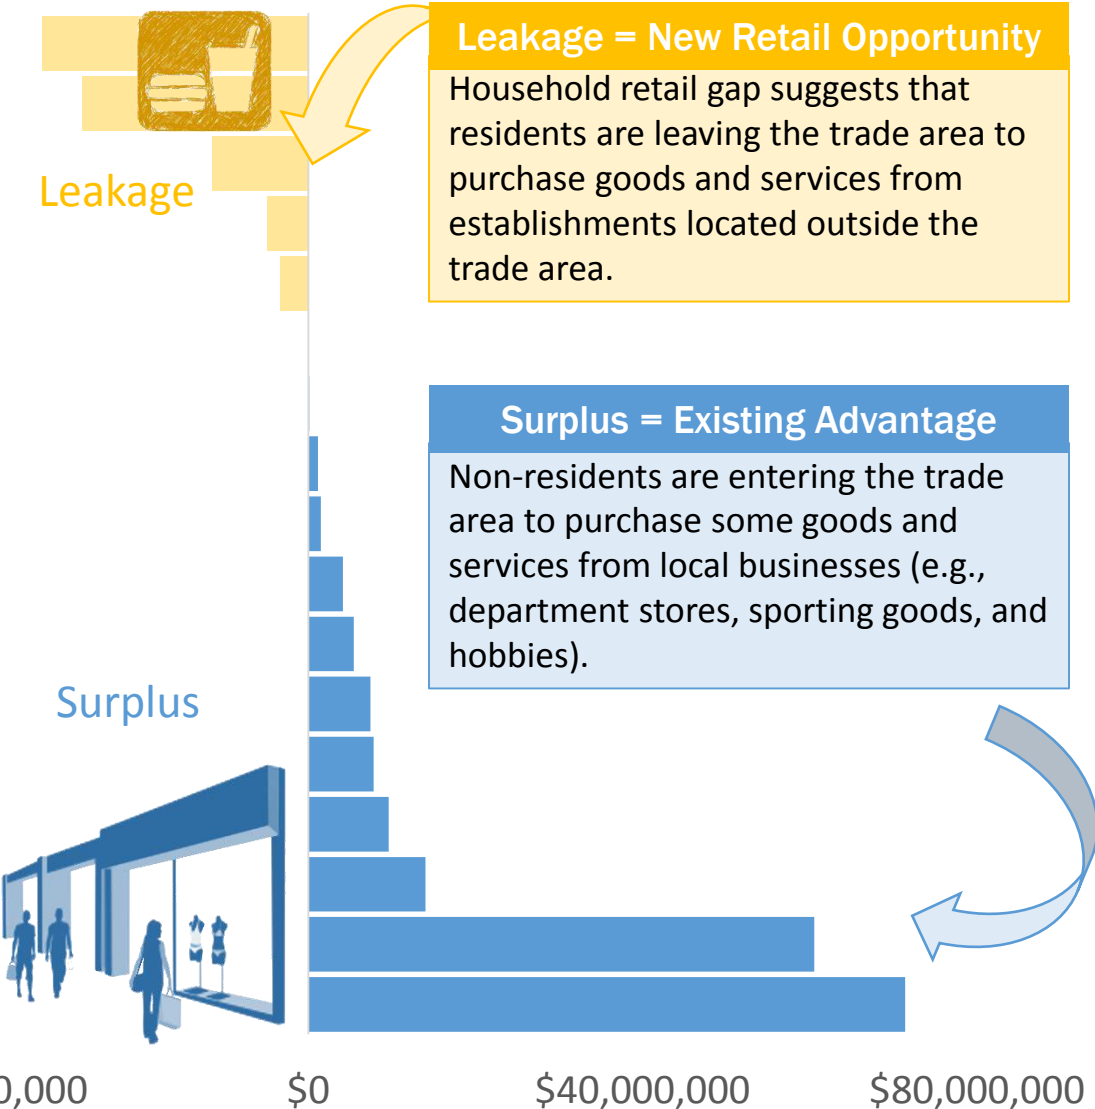 Leakage = New Retail Opportunity
Household retail gap suggests that
residents are leaving the trade area to
purchase goods and services from
establishments located outside the
trade area.
Leakage
Surplus = Existing Advantage
Non-residents are entering the trade
area to purchase some goods and
services from local businesses (e.g.,
department stores, sporting goods, and
hobbies).
Surplus
0,000 $0 $40,000,000 $80,000,000